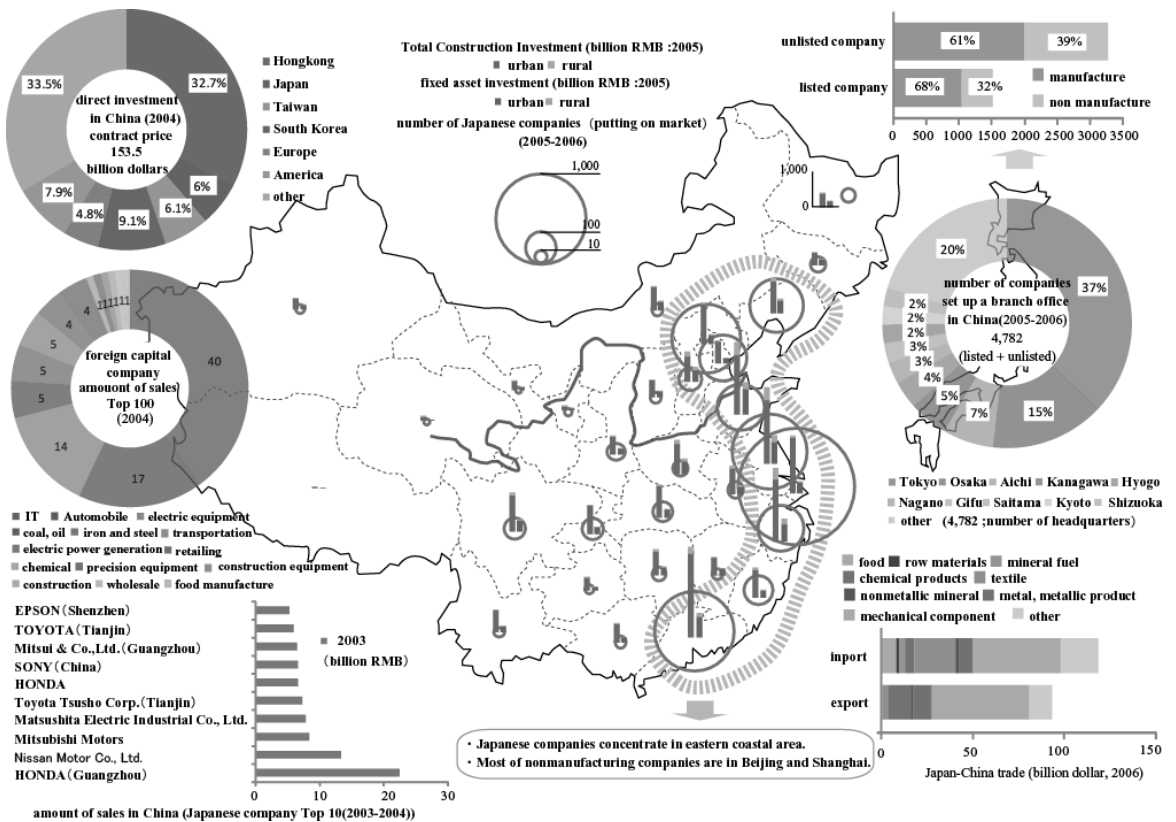 33.5%
32.7%
6%
6.1%
9.1%
4.8%
7.9%
direct investment
in China (2004)
contract price
153.5
billion dollars
Hongkong
Japan
Taiwan
South Korea
Europe
America
other
Total Construction Investment (billion RMB :2005)
urban rural
fixed asset investment (billion RMB :2005)
urban rural
number of Japanese companies (putting on market)
(2005-2006)
1,000
100
10
1,000
0
unlisted company
61%
39%
listed company
68%
32%
manufacture
non manufacture
0 500 1000 1500 2000 2500 3000 3500
20%
37%
15%
7%
5%
4%
3%
3%
2%
2%
2%
number of companies
set up a branch office
in China(2005-2006)
4,782
(listed + unlisted)
Tokyo Osaka Aichi Kanagawa Hyogo
Nagano Gifu Saitama Kyoto Shizuoka
other (4,782 ;number of headquarters)
40
17
14
5
5
5
4
4
1 1 1 1 1 1
foreign capital
company
amouont of sales
Top 100
(2004)
IT Automobile electric equipment
coal, oil iron and steel transportation
electric power generation retailing
chemical precision equipment construction equipment
construction wholesale food manufacture
EPSON(Shenzhen)
TOYOTA(Tianjin)
Mitsui & Co.,Ltd.(Guangzhou)
SONY(China)
HONDA
Toyota Tsusho Corp.(Tianjin)
Matsushita Electric Industrial Co., Ltd.
Mitsubishi Motors
Nissan Motor Co., Ltd.
HONDA(Guangzhou)
2003
(billion RMB)
0 10 20 30
amount of sales in China (Japanese company Top 10(2003-2004))
・Japanese companies concentrate in eastern coastal area.
・Most of nonmanufacturing companies are in Beijing and Shanghai.
food row materials mineral fuel
chemical products textile
nonmetallic mineral metal, metallic product
mechanical component other
inport
export
0 50 100 150
Japan-China trade (billion dollar, 2006)